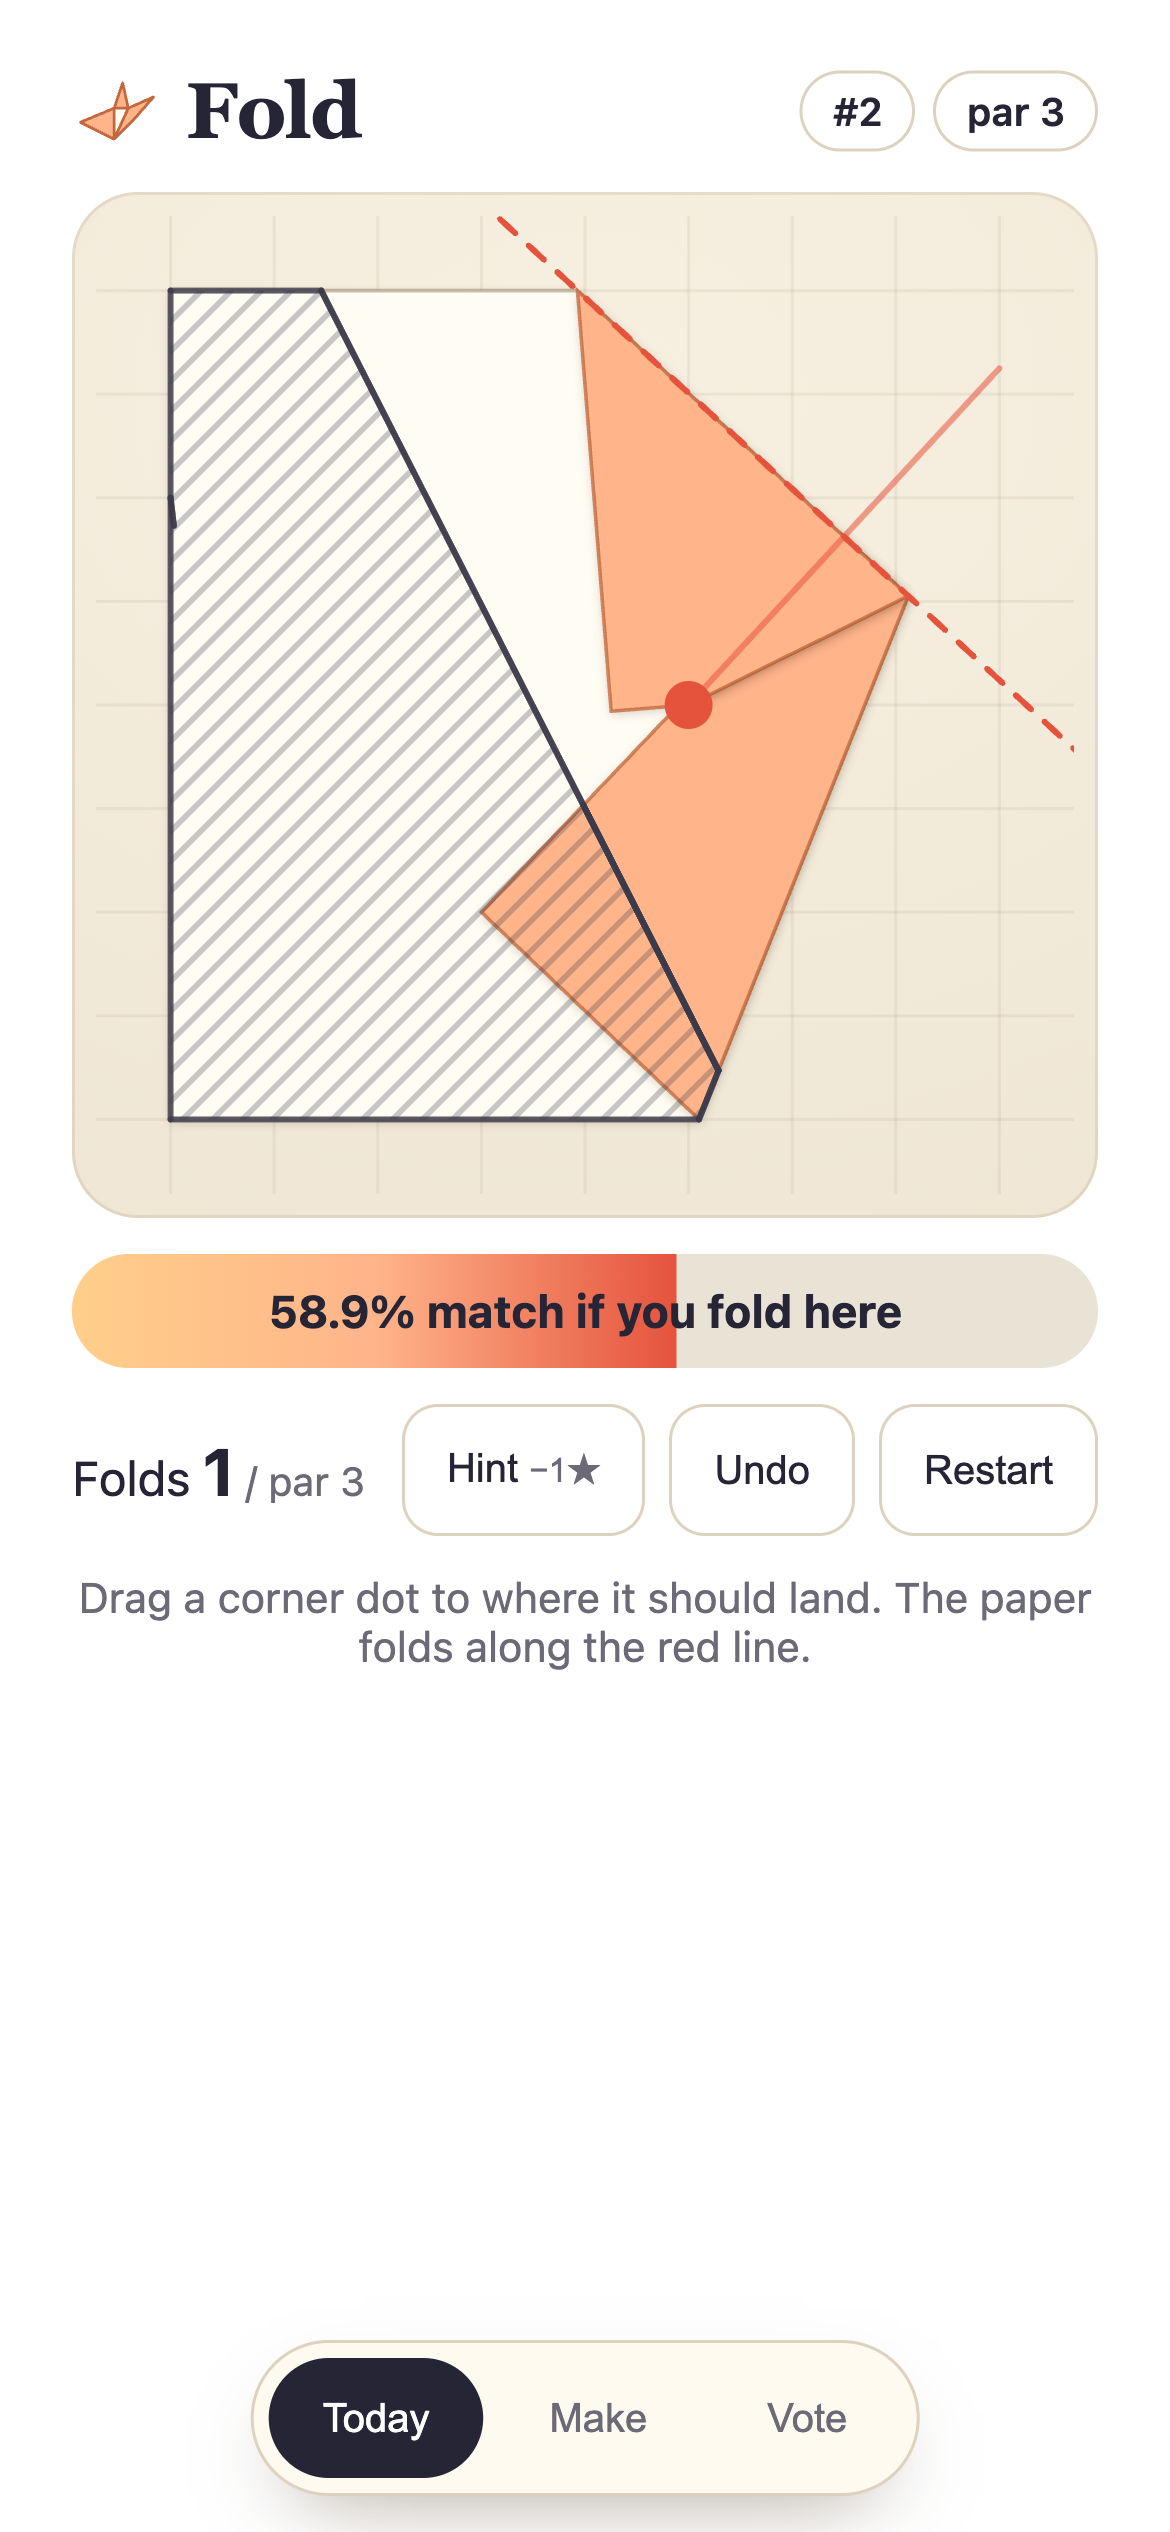 Fold
#2
par 3
58.9% match if you fold here
Folds 1 / par 3
Hint −1★
Undo
Restart
Drag a corner dot to where it should land. The paper
folds along the red line.
Today
Make
Vote